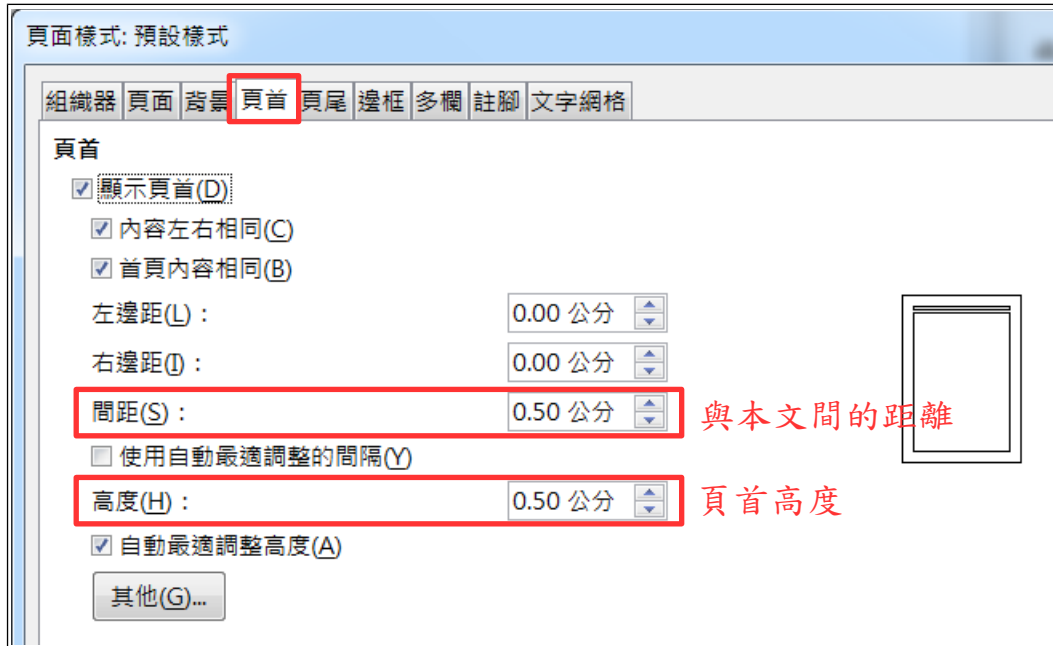 頁面樣式: 預設樣式
組織器 頁面 背景 頁首 頁尾 邊框 多欄 註腳 文字網格
頁首
顯示頁首(D)
內容左右相同(C)
首頁內容相同(B)
左邊距(L)： 0.00 公分
右邊距(I)： 0.00 公分
間距(S)： 0.50 公分 與本文間的距離
使用自動最適調整的間隔(Y)
高度(H)： 0.50 公分 頁首高度
自動最適調整高度(A)
其他(G)...